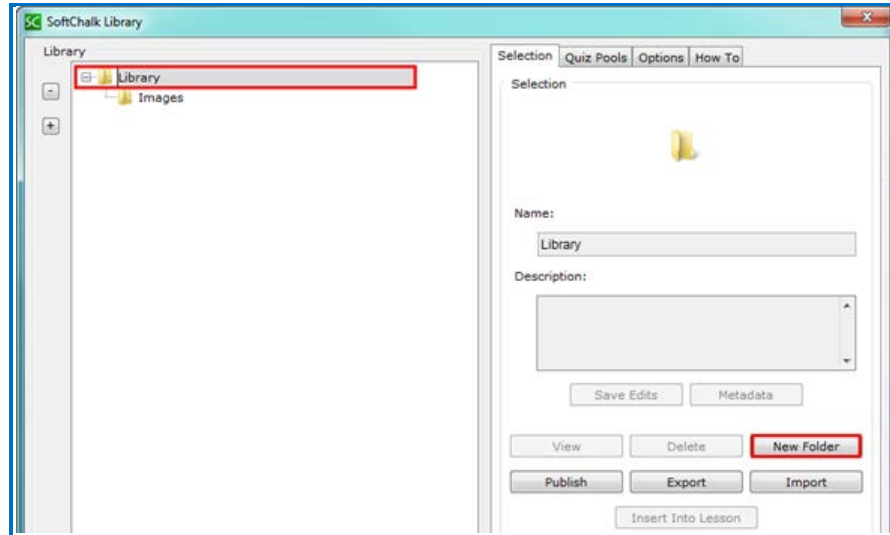 SC SoftChalk Library
x
Library
Library
Images
-
+
Selection Quiz Pools Options How To
Selection
Name:
Library
Description:
Save Edits Metadata
View Delete New Folder
Publish Export Import
Insert Into Lesson